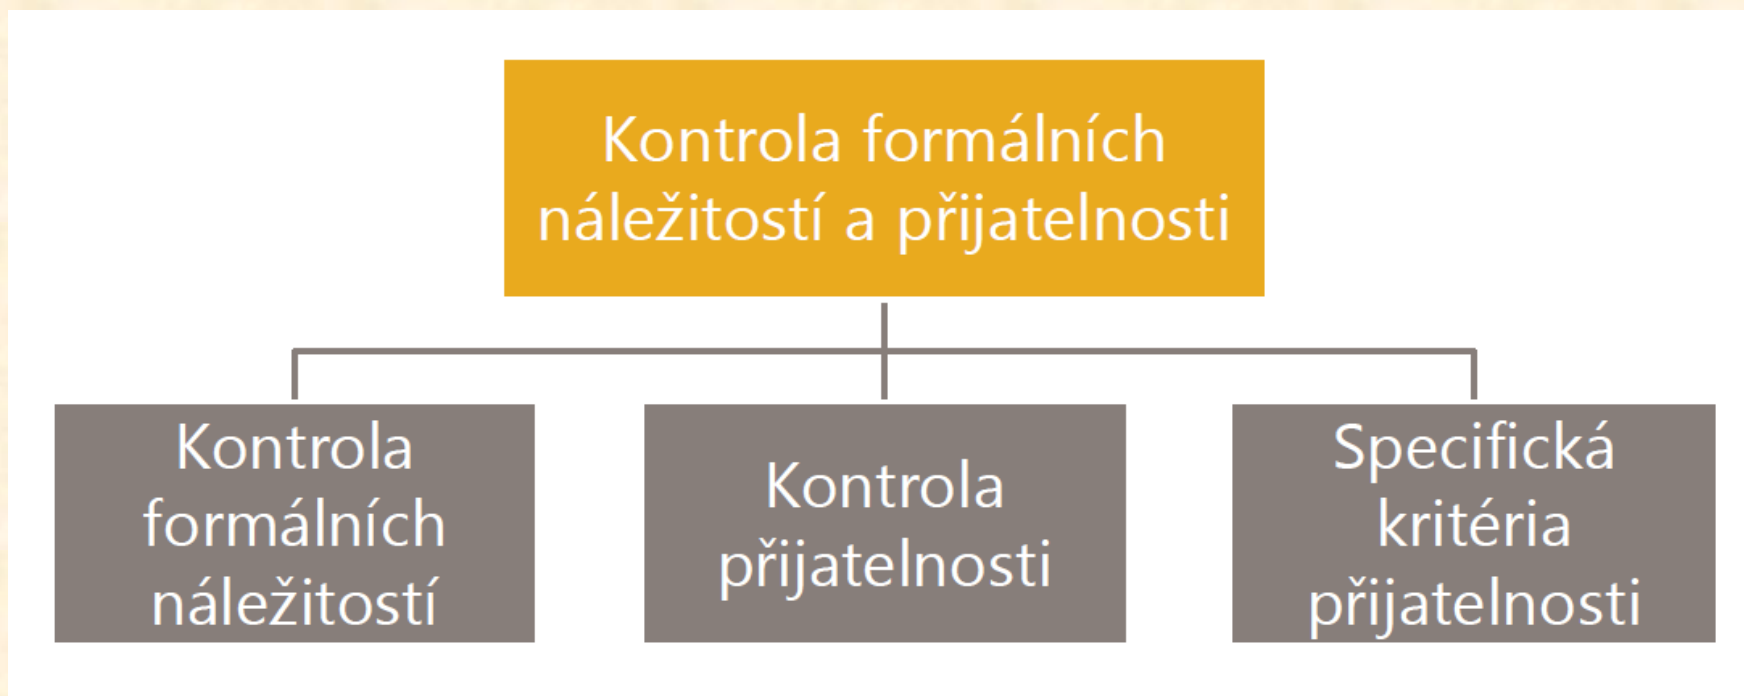 Kontrola formálních
náležitostí a přijatelnosti
Kontrola
formálních
náležitostí
Kontrola
přijatelnosti
Specifická
kritéria
přijatelnosti